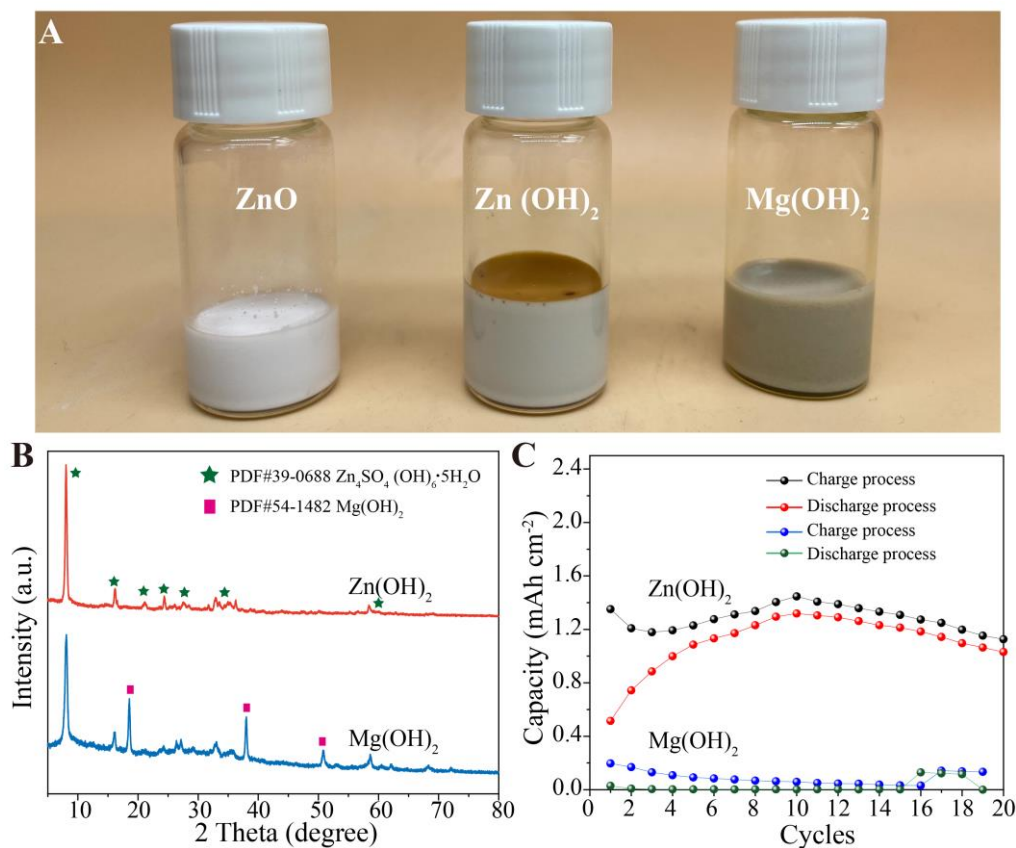 A
ZnO
Zn (OH)₂
Mg(OH)₂
B
★ PDF#39-0688 Zn₄SO₄ (OH)₆·5H₂O
■ PDF#54-1482 Mg(OH)₂
Zn(OH)₂
Mg(OH)₂
Intensity (a.u.)
20 40 60 80
2 Theta (degree)
C
Charge process
Discharge process
Charge process
Discharge process
Zn(OH)₂
Mg(OH)₂
Capacity (mAh cm⁻²)
2.4
2.0
1.6
1.2
0.8
0.4
0.0
0 2 4 6 8 10 12 14 16 18 20
Cycles